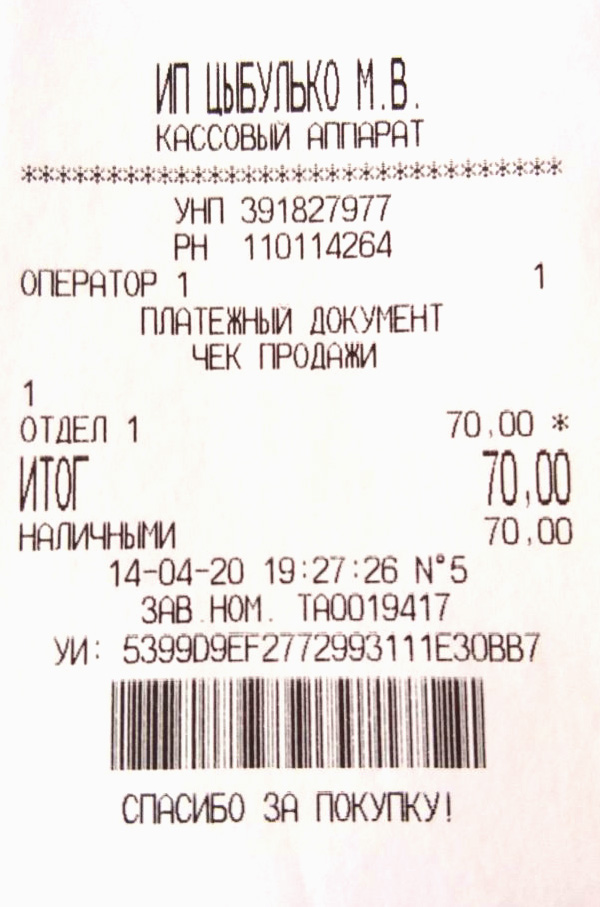 ИП ЦЫБУЛЬКО М.В.
КАССОВЫЙ АППАРАТ
****************************
УНП 391827977
РН 110114264
ОПЕРАТОР 1 1
ПЛАТЕЖНЫЙ ДОКУМЕНТ
ЧЕК ПРОДАЖИ
1
ОТДЕЛ 1 70,00 *
ИТОГ 70,00
НАЛИЧНЫМИ 70,00
14-04-20 19:27:26 N°5
ЗАВ.НОМ. ТА0019417
УИ: 5399D9EF2772993111E30BB7
СПАСИБО ЗА ПОКУПКУ!